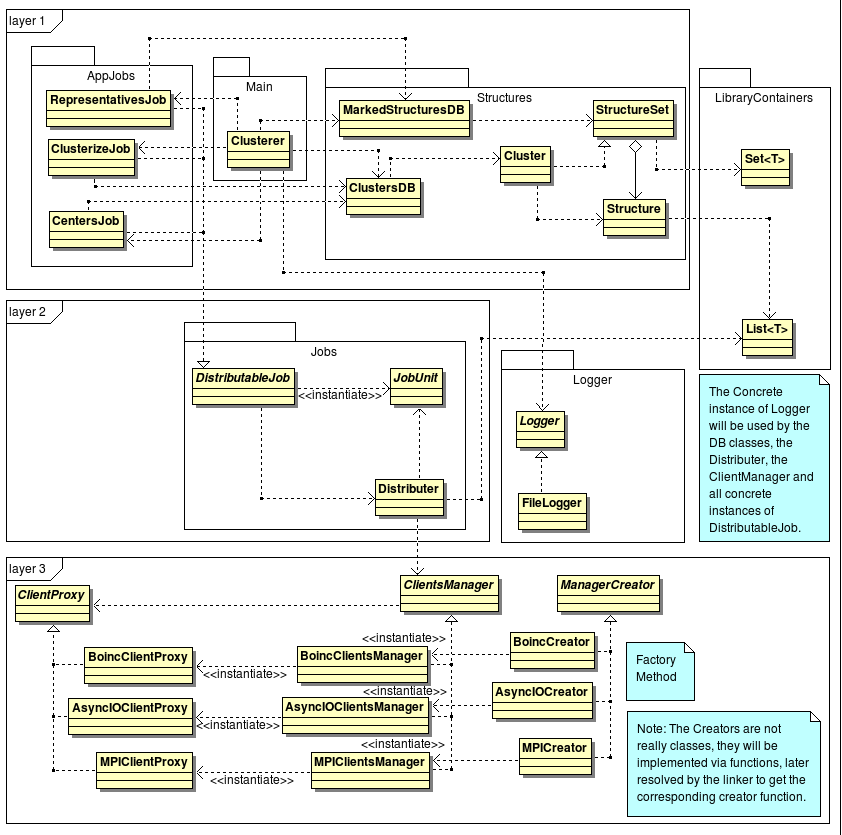 layer 1
AppJobs
Main
Structures
LibraryContainers
RepresentativesJob
MarkedStructuresDB
StructureSet
ClusterizeJob
Clusterer
Cluster
Set<T>
ClustersDB
CentersJob
Structure
layer 2
Jobs
List<T>
Logger
DistributableJob
<<instantiate>>
JobUnit
Logger
Distributer
FileLogger
The Concrete
instance of Logger
will be used by the
DB classes, the
Distributer, the
ClientManager and
all concrete
instances of
DistributableJob.
layer 3
ClientProxy
ClientsManager
ManagerCreator
<<instantiate>>
BoincClientProxy
<<instantiate>>
BoincClientsManager
BoincCreator
Factory
Method
<<instantiate>>
AsyncIOClientProxy
<<instantiate>>
AsyncIOClientsManager
AsyncIOCreator
<<instantiate>>
MPIClientProxy
<<instantiate>>
MPIClientsManager
MPICreator
Note: The Creators are not
really classes, they will be
implemented via functions, later
resolved by the linker to get the
corresponding creator function.